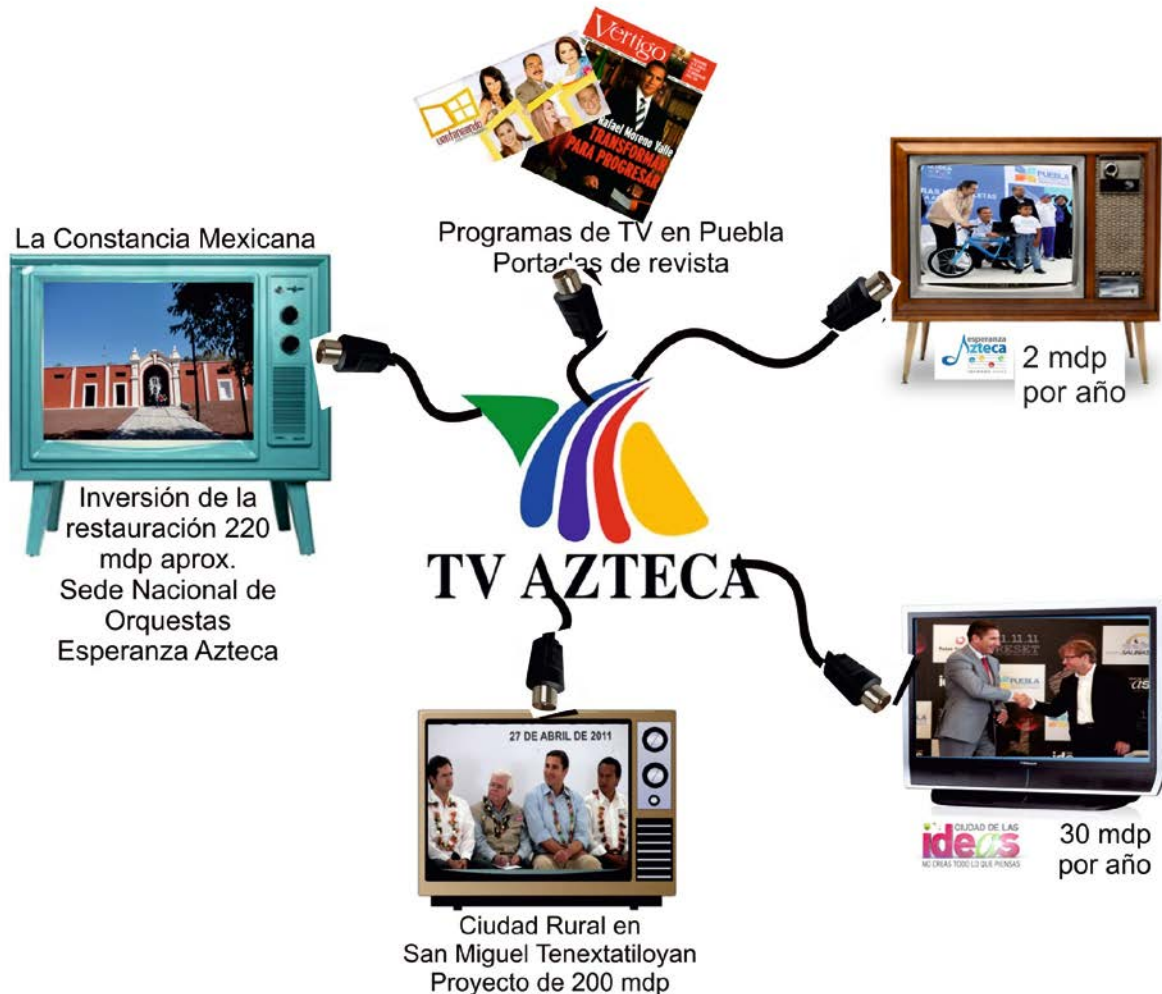 Vértigo
ventaneando
Rafael Moreno Valle
TRANSFORMAR
PARA PROGRESAR
Programas de TV en Puebla
Portadas de revista
La Constancia Mexicana
Inversión de la
restauración 220
mdp aprox.
Sede Nacional de
Orquestas
Esperanza Azteca
PUEBLA
esperanza
Azteca
2 mdp
por año
TV AZTECA
27 DE ABRIL DE 2011
Ciudad Rural en
San Miguel Tenextatiloyan
Proyecto de 200 mdp
PUEBLA
CIUDAD DE LAS
ideas
NO CREAS TODO LO QUE PIENSAS
30 mdp
por año